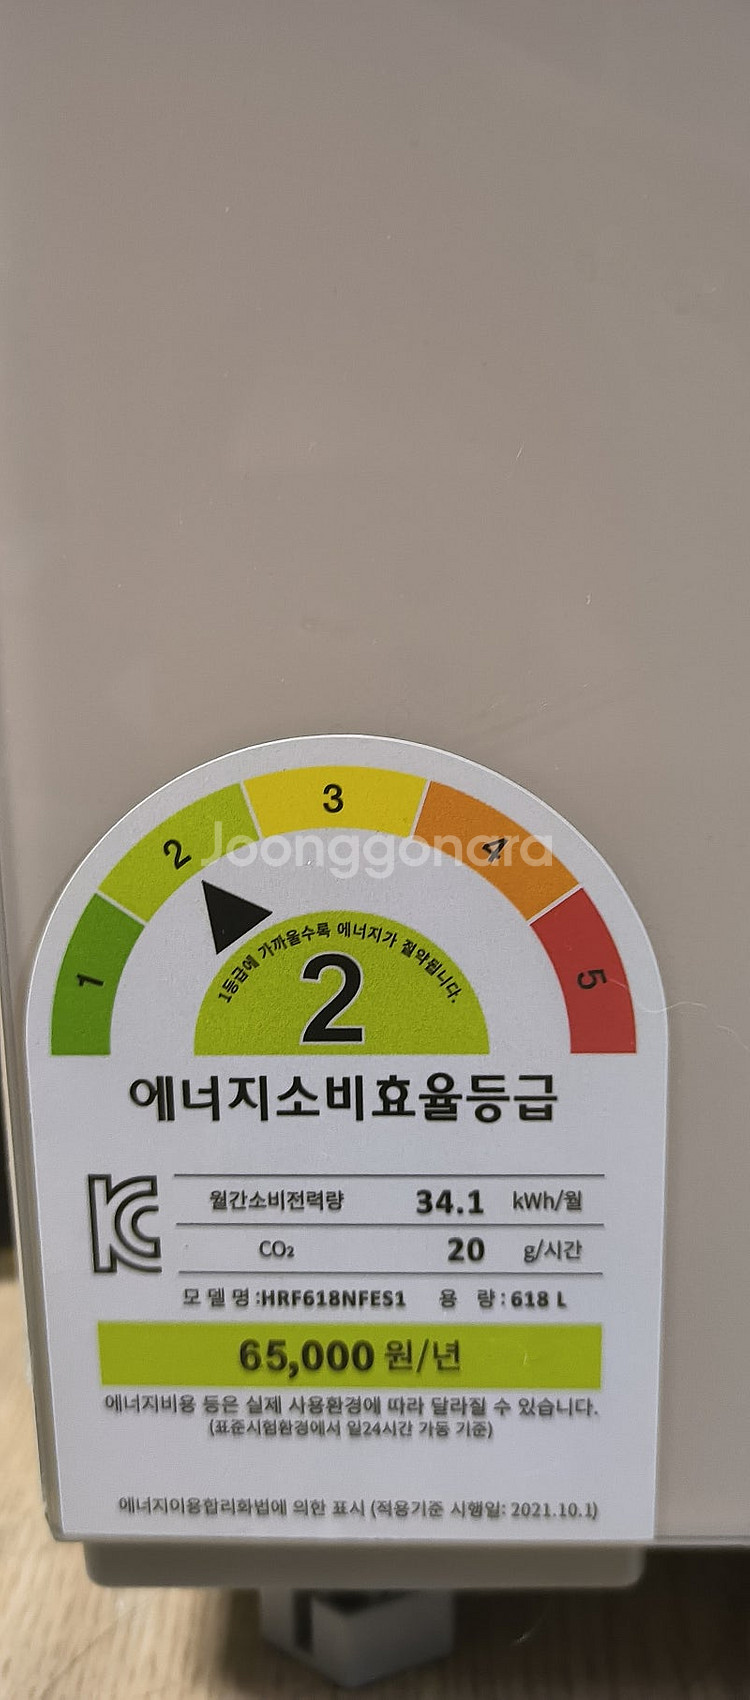 3
2
4
Joonggonara
1등급에 가까울수록 에너지가 절약됩니다.
1
2
5
에너지소비효율등급
월간소비전력량 34.1 kWh/월
CO₂ 20 g/시간
모델명:HRF618NFES1 용 량:618 L
65,000 원/년
에너지비용 등은 실제 사용환경에 따라 달라질 수 있습니다.
(표준시험환경에서 일24시간 가동 기준)
에너지이용합리화법에 의한 표시 (적용기준 시행일: 2021.10.1)